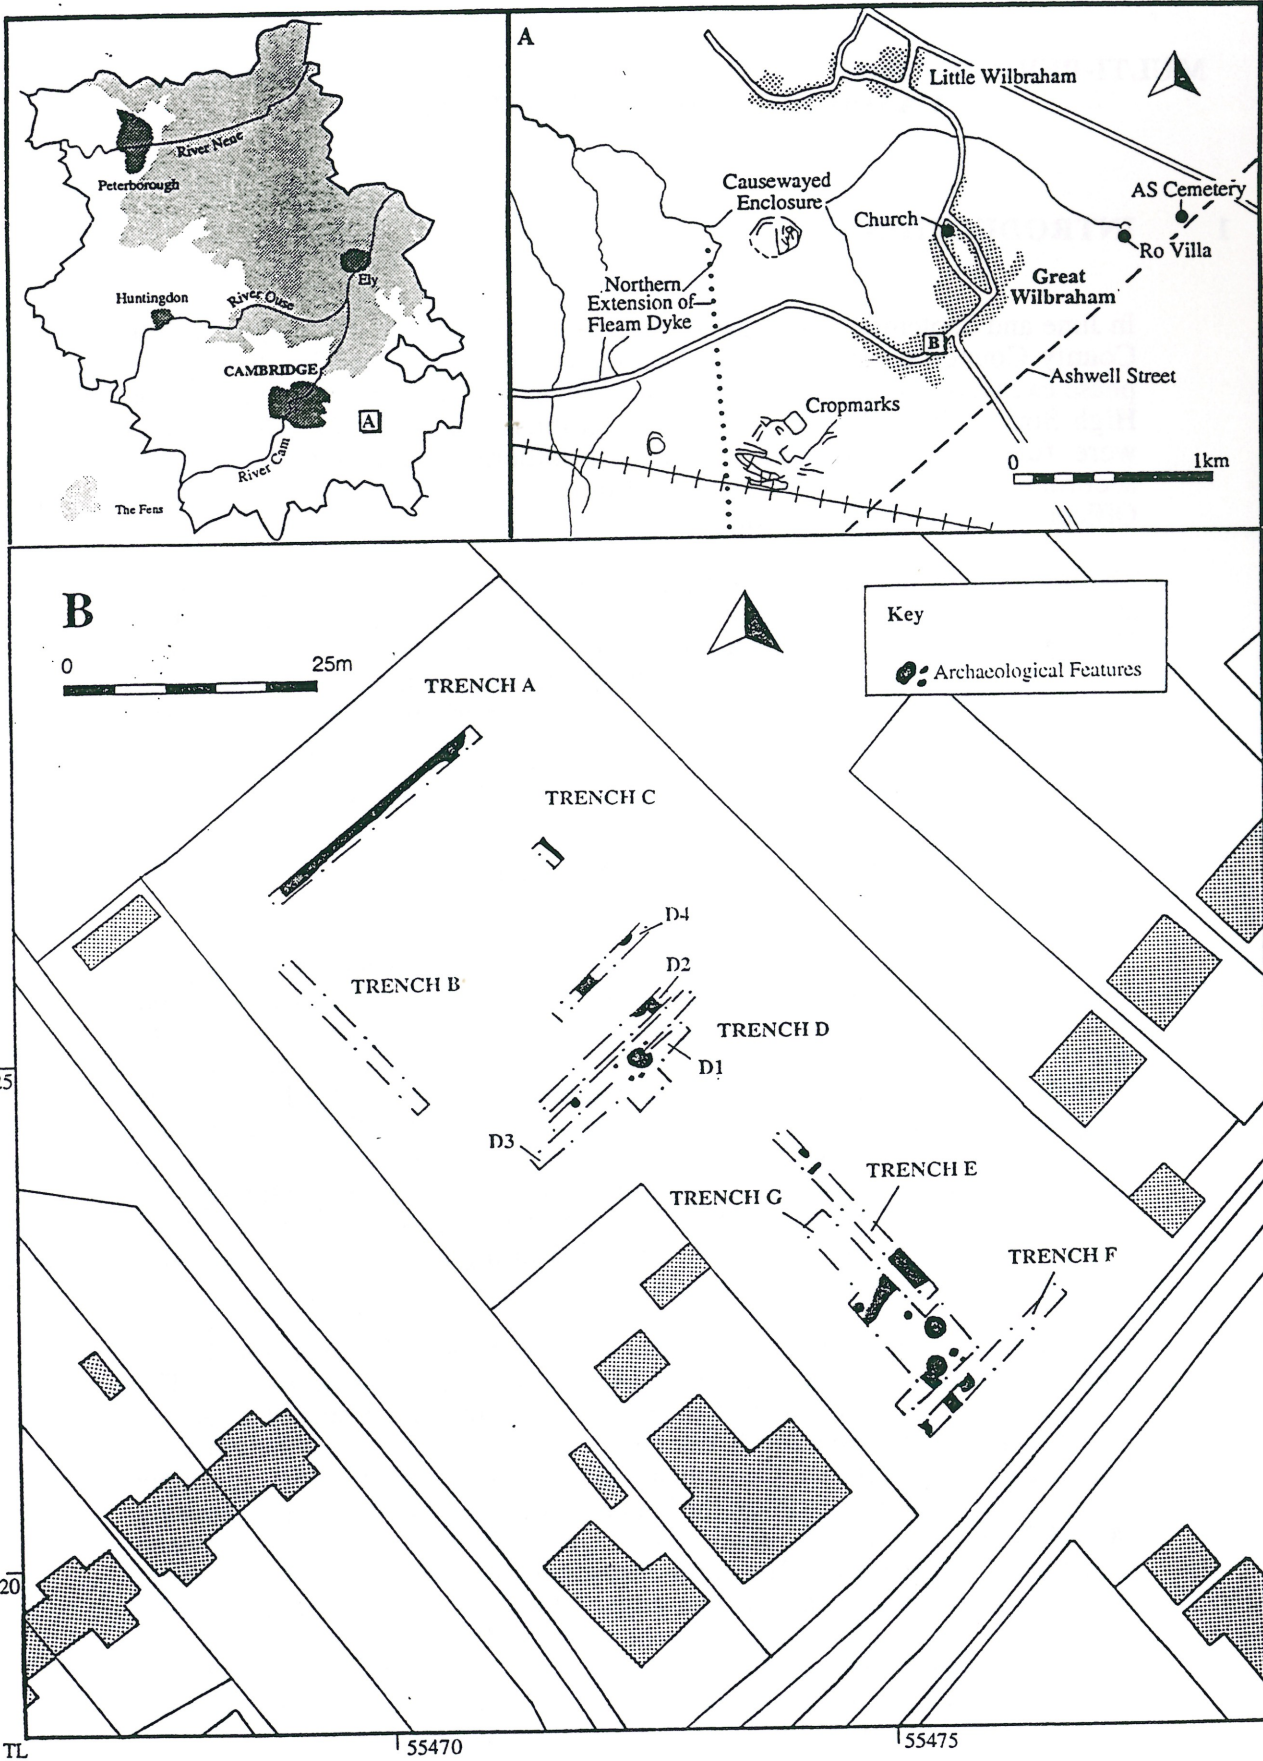 River Nene
Peterborough
Ely
Huntingdon
River Ouse
CAMBRIDGE
A
River Cam
The Fens
A
Little Wilbraham
Causewayed
Enclosure
AS Cemetery
Church
Ro Villa
Northern
Extension of
Fleam Dyke
Great
Wilbraham
B
Ashwell Street
Cropmarks
0 1km
B
0 25m
Key
Archaeological Features
TRENCH A
TRENCH C
D4
D2
TRENCH B
TRENCH D
D1
D3
TRENCH E
TRENCH G
TRENCH F
20
TL
55470
55475